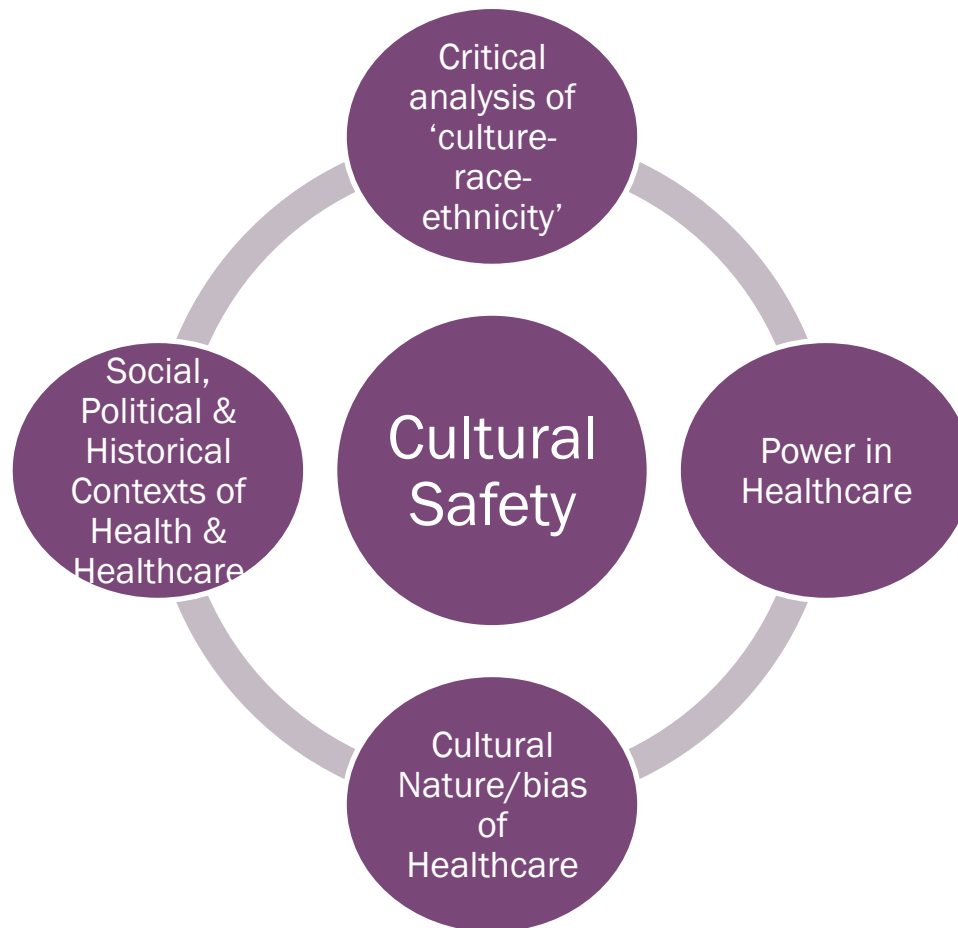 Critical
analysis of
‘culture-
race-
ethnicity’
Social,
Political &
Historical
Contexts of
Health &
Healthcare
Cultural
Safety
Power in
Healthcare
Cultural
Nature/bias
of
Healthcare